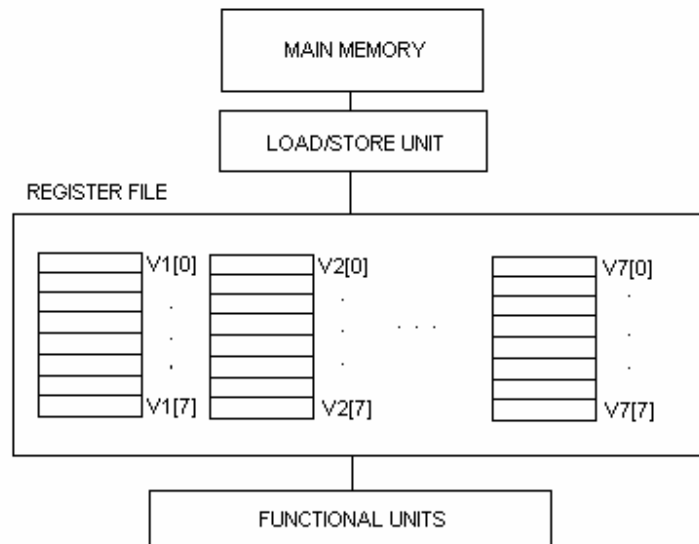 MAIN MEMORY
LOAD/STORE UNIT
REGISTER FILE
V1[0] V2[0] V7[0]
. . .
V1[7] V2[7] V7[7]
FUNCTIONAL UNITS